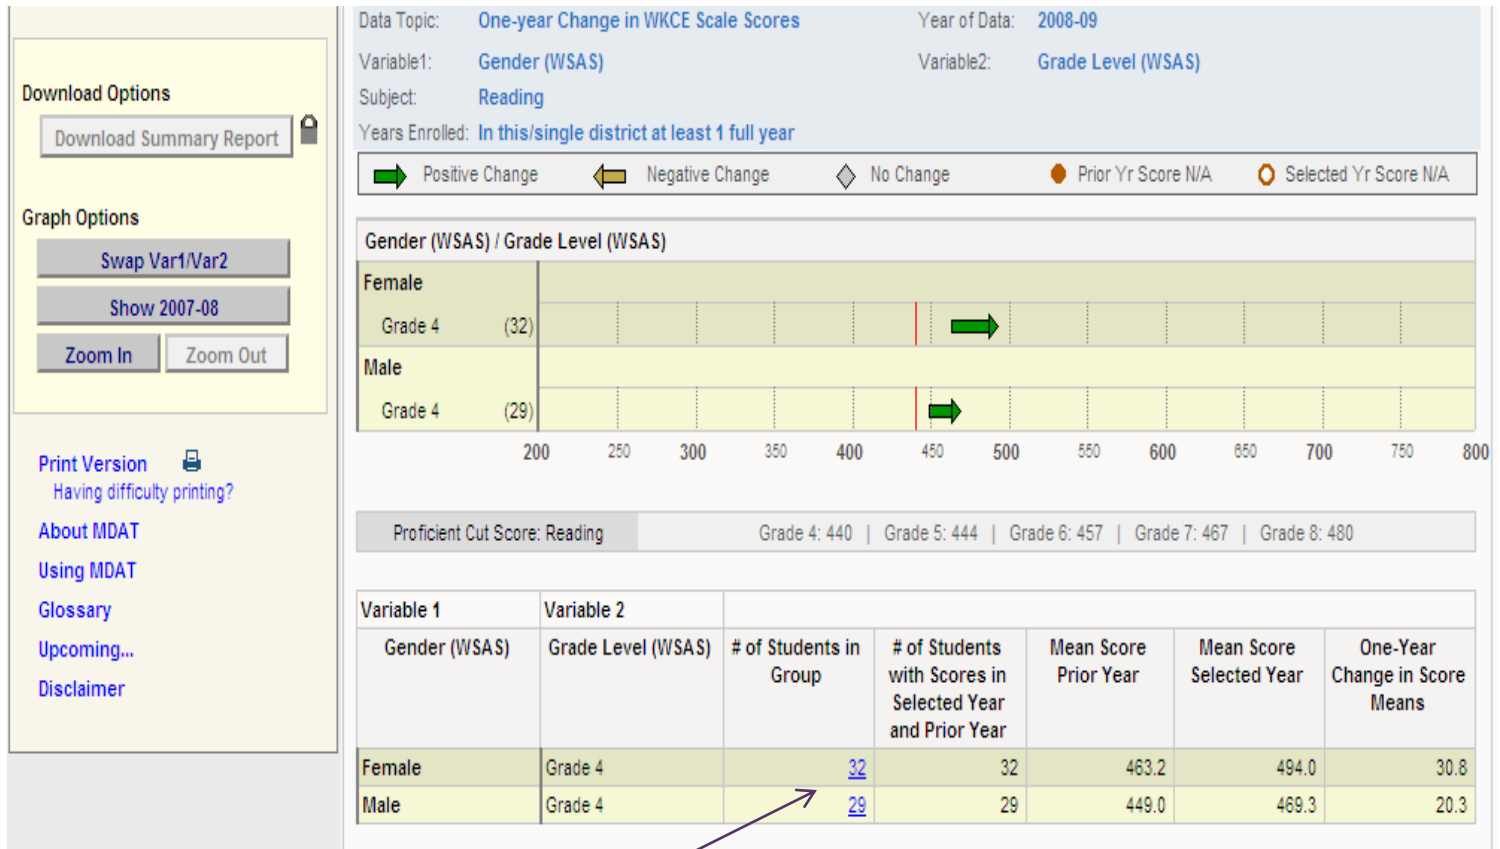 Download Options
Download Summary Report
Graph Options
Swap Var1/Var2
Show 2007-08
Zoom In Zoom Out
Print Version
Having difficulty printing?
About MDAT
Using MDAT
Glossary
Upcoming...
Disclaimer
Data Topic: One-year Change in WKCE Scale Scores Year of Data: 2008-09
Variable1: Gender (WSAS) Variable2: Grade Level (WSAS)
Subject: Reading
Years Enrolled: In this/single district at least 1 full year
Positive Change Negative Change No Change Prior Yr Score N/A Selected Yr Score N/A
Gender (WSAS) / Grade Level (WSAS)
Female
Grade 4 (32)
Male
Grade 4 (29)
200 250 300 350 400 450 500 550 600 650 700 750 800
Proficient Cut Score: Reading Grade 4: 440 | Grade 5: 444 | Grade 6: 457 | Grade 7: 467 | Grade 8: 480
Variable 1 Variable 2
Gender (WSAS) Grade Level (WSAS) # of Students in Mean Score Mean Score One-Year
Group # of Students with Scores in Prior Year Selected Year Change in Score
Selected Year Means
and Prior Year
Female Grade 4 32 32 463.2 494.0 30.8
Male Grade 4 29 29 449.0 469.3 20.3